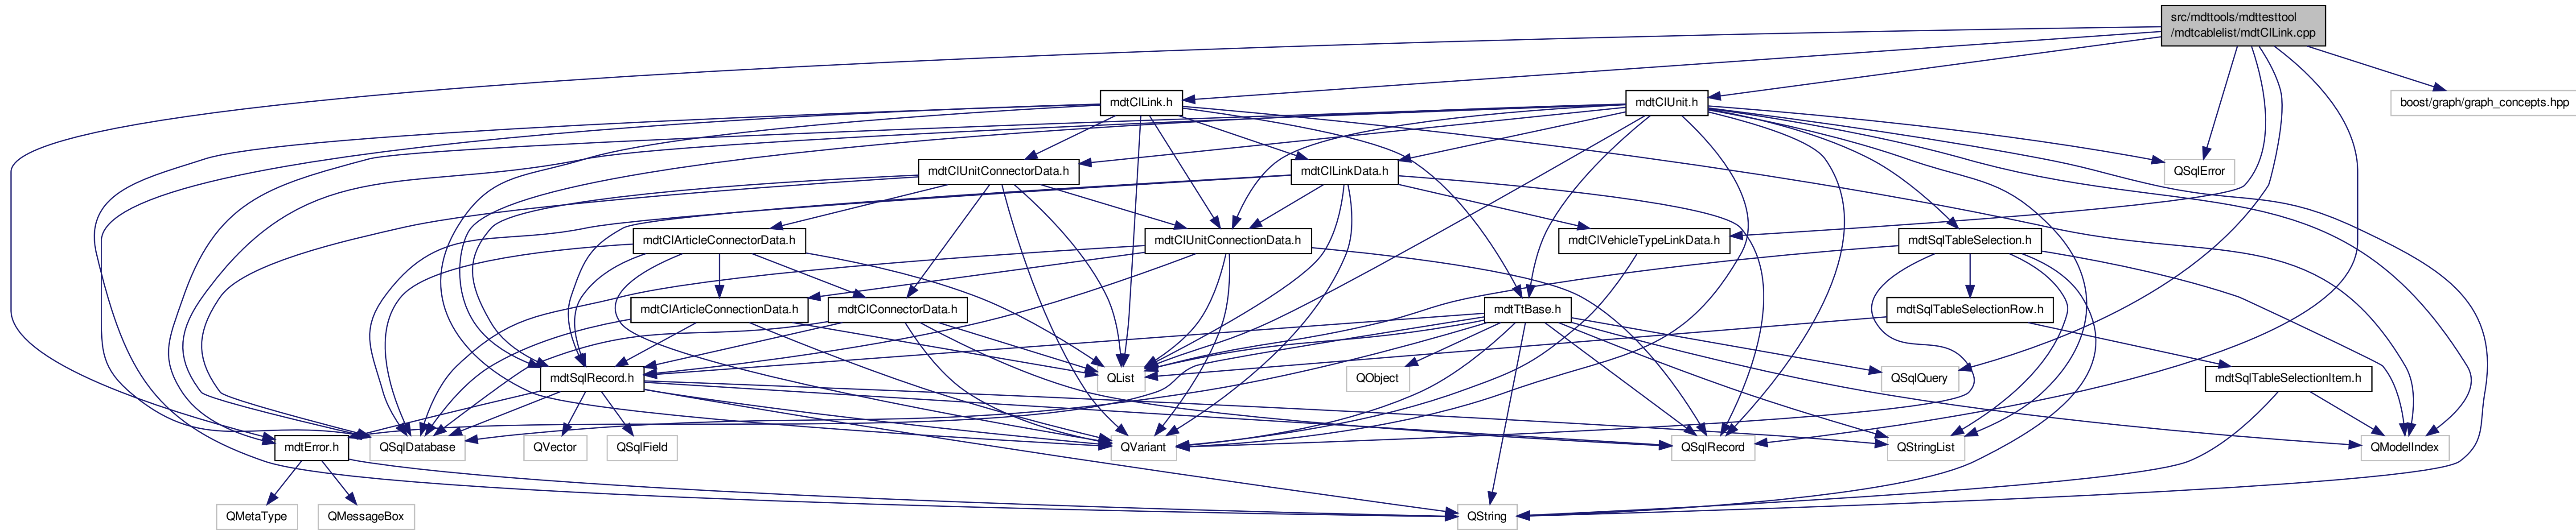 src/mdttools/mdttesttool
/mdtcablelist/mdtClLink.cpp
mdtClLink.h
mdtClUnit.h
boost/graph/graph_concepts.hpp
mdtClUnitConnectorData.h
mdtClLinkData.h
QSqlError
mdtClArticleConnectorData.h
mdtClUnitConnectionData.h
mdtClVehicleTypeLinkData.h
mdtSqlTableSelection.h
mdtClArticleConnectionData.h
mdtClConnectorData.h
mdtTtBase.h
mdtSqlTableSelectionRow.h
mdtSqlRecord.h
QList
QObject
QSqlQuery
mdtSqlTableSelectionItem.h
mdtError.h
QSqlDatabase
QVector
QSqlField
QVariant
QSqlRecord
QStringList
QModelIndex
QMetaType
QMessageBox
QString